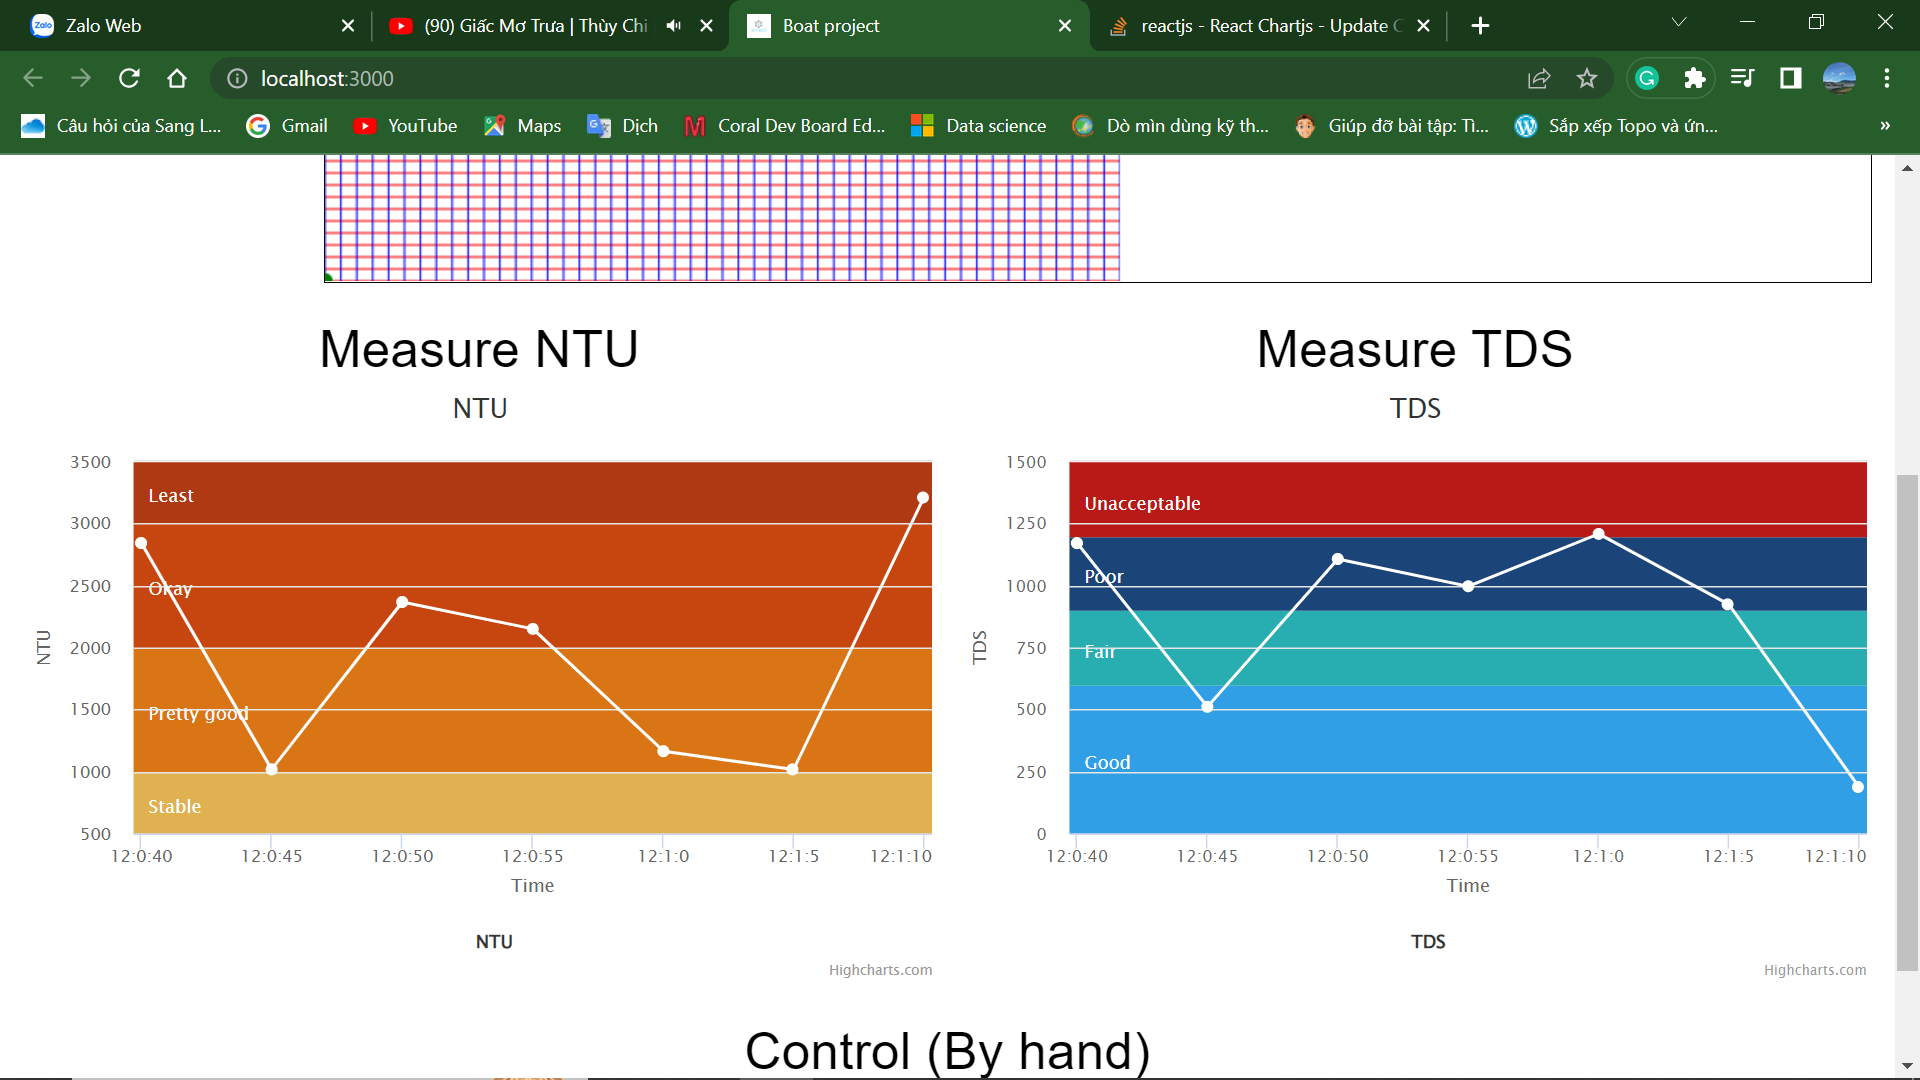 Zalo Web
(90) Giấc Mơ Trưa | Thùy Chi
Boat project
reactjs - React Chartjs - Update C
localhost:3000
Câu hỏi của Sang L...
Gmail
YouTube
Maps
Dịch
Coral Dev Board Ed...
Data science
Dò mìn dùng kỹ th...
Giúp đỡ bài tập: Tì...
Sắp xếp Topo và ứn...
»
Measure NTU
NTU
3500
3000
2500
2000
1500
1000
500
NTU
Least
Okay
Pretty good
Stable
12:0:40 12:0:45 12:0:50 12:0:55 12:1:0 12:1:5 12:1:10
Time
NTU
Highcharts.com
Measure TDS
TDS
1500
1250
1000
750
500
250
0
TDS
Unacceptable
Poor
Fair
Good
12:0:40 12:0:45 12:0:50 12:0:55 12:1:0 12:1:5 12:1:10
Time
TDS
Highcharts.com
Control (By hand)